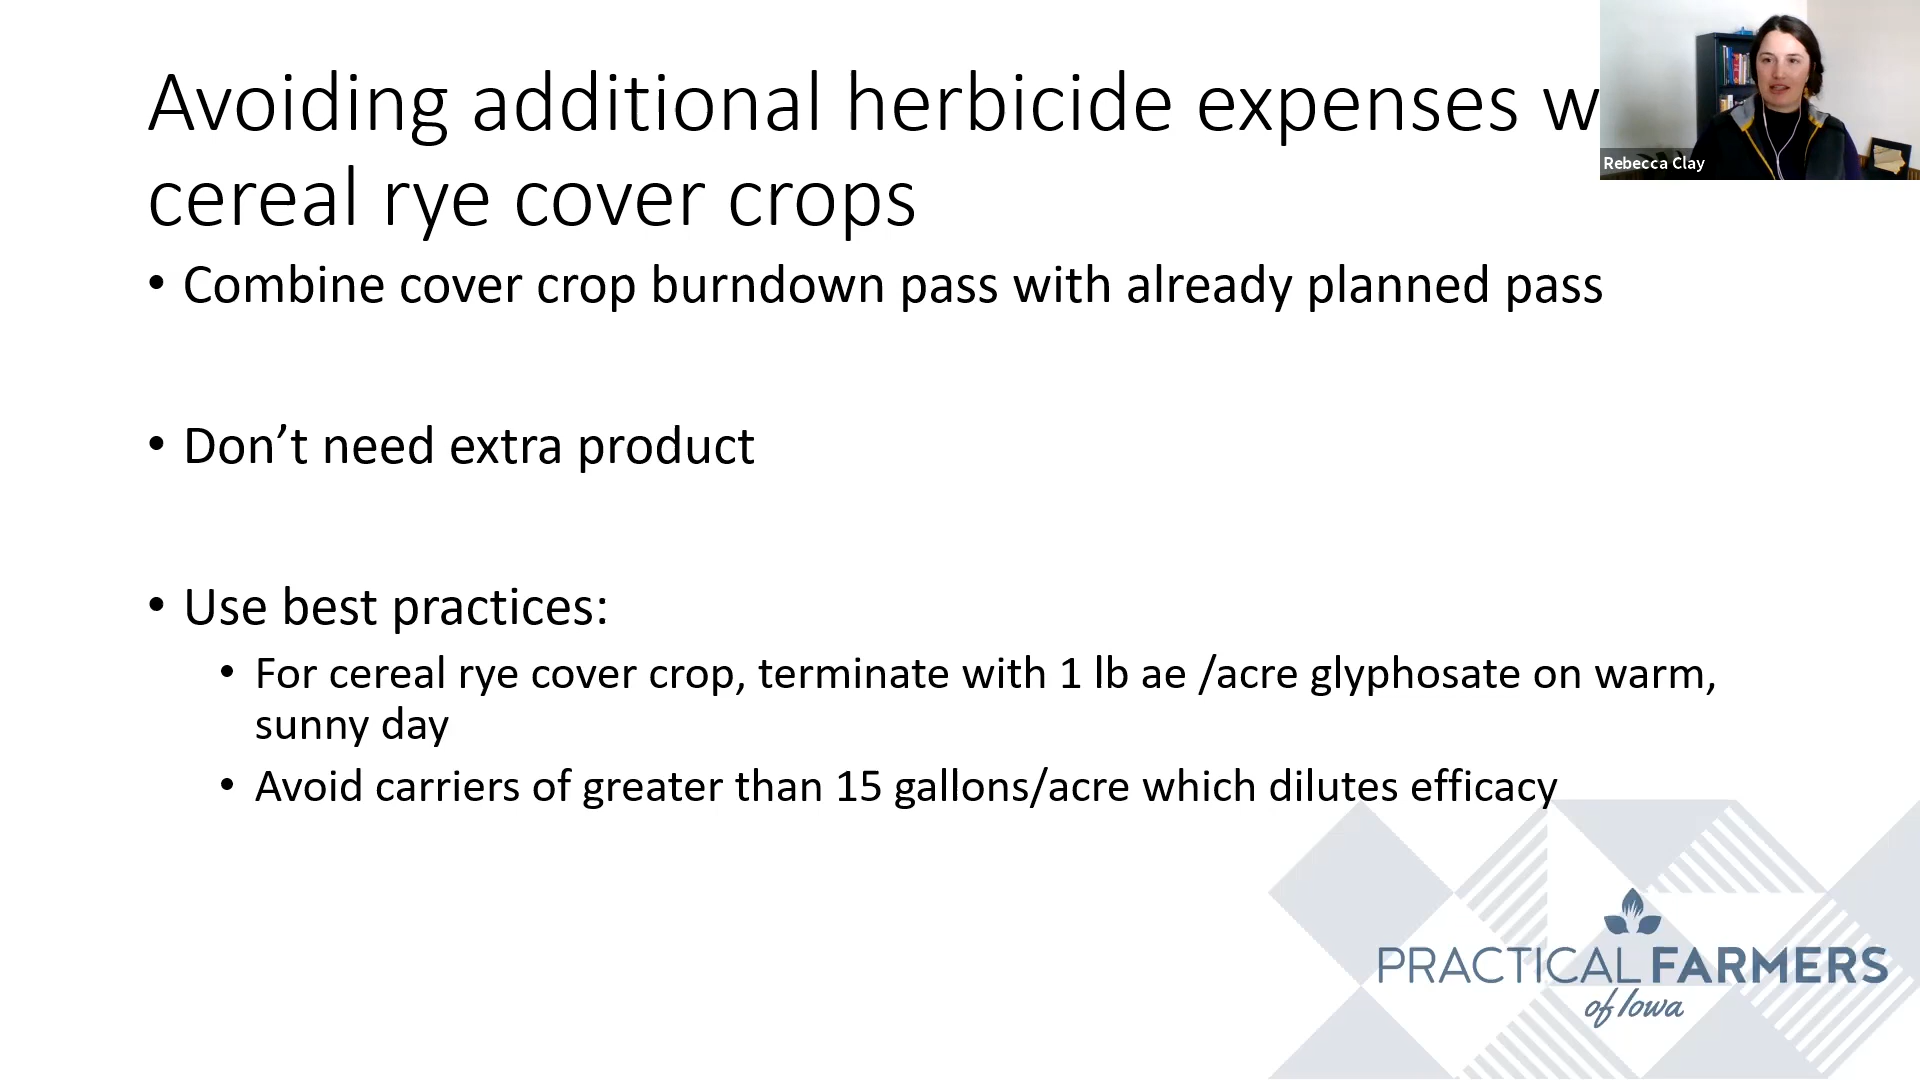 Avoiding additional herbicide expenses w
cereal rye cover crops
Rebecca Clay
• Combine cover crop burndown pass with already planned pass
• Don’t need extra product
• Use best practices:
• For cereal rye cover crop, terminate with 1 lb ae /acre glyphosate on warm,
sunny day
• Avoid carriers of greater than 15 gallons/acre which dilutes efficacy
PRACTICAL FARMERS
of Iowa